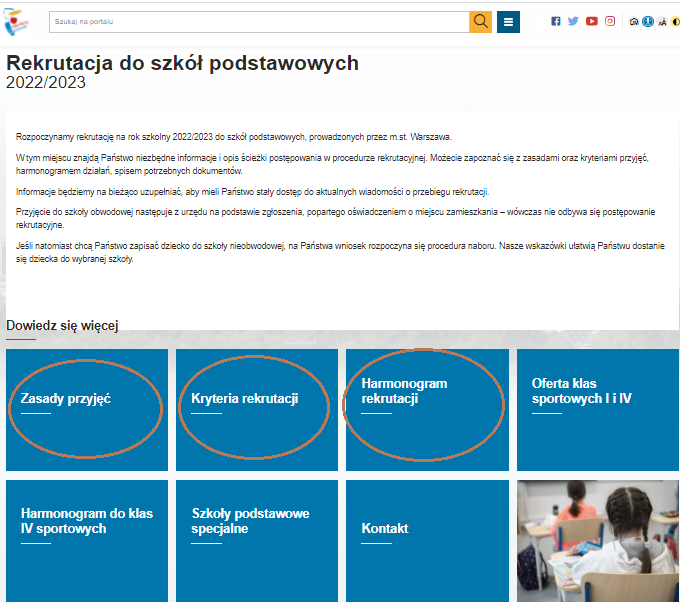 Szukaj na portalu
Rekrutacja do szkół podstawowych
2022/2023
Rozpoczynamy rekrutację na rok szkolny 2022/2023 do szkół podstawowych, prowadzonych przez m.st. Warszawa.
W tym miejscu znajdą Państwo niezbędne informacje i opis ścieżki postępowania w procedurze rekrutacyjnej. Możecie zapoznać się z zasadami oraz kryteriami przyjęć,
harmonogramem działań, spisem potrzebnych dokumentów.
Informacje będziemy na bieżąco uzupełniać, aby mieli Państwo stały dostęp do aktualnych wiadomości o przebiegu rekrutacji.
Przyjęcie do szkoły obwodowej następuje z urzędu na podstawie zgłoszenia, popartego oświadczeniem o miejscu zamieszkania – wówczas nie odbywa się postępowanie
rekrutacyjne.
Jeśli natomiast chcą Państwo zapisać dziecko do szkoły nieobwodowej, na Państwa wniosek rozpoczyna się procedura naboru. Nasze wskazówki ułatwią Państwu dostanie
się dziecka do wybranej szkoły.
Dowiedz się więcej
Zasady przyjęć
Kryteria rekrutacji
Harmonogram
rekrutacji
Oferta klas
sportowych I i IV
Harmonogram do klas
IV sportowych
Szkoły podstawowe
specjalne
Kontakt